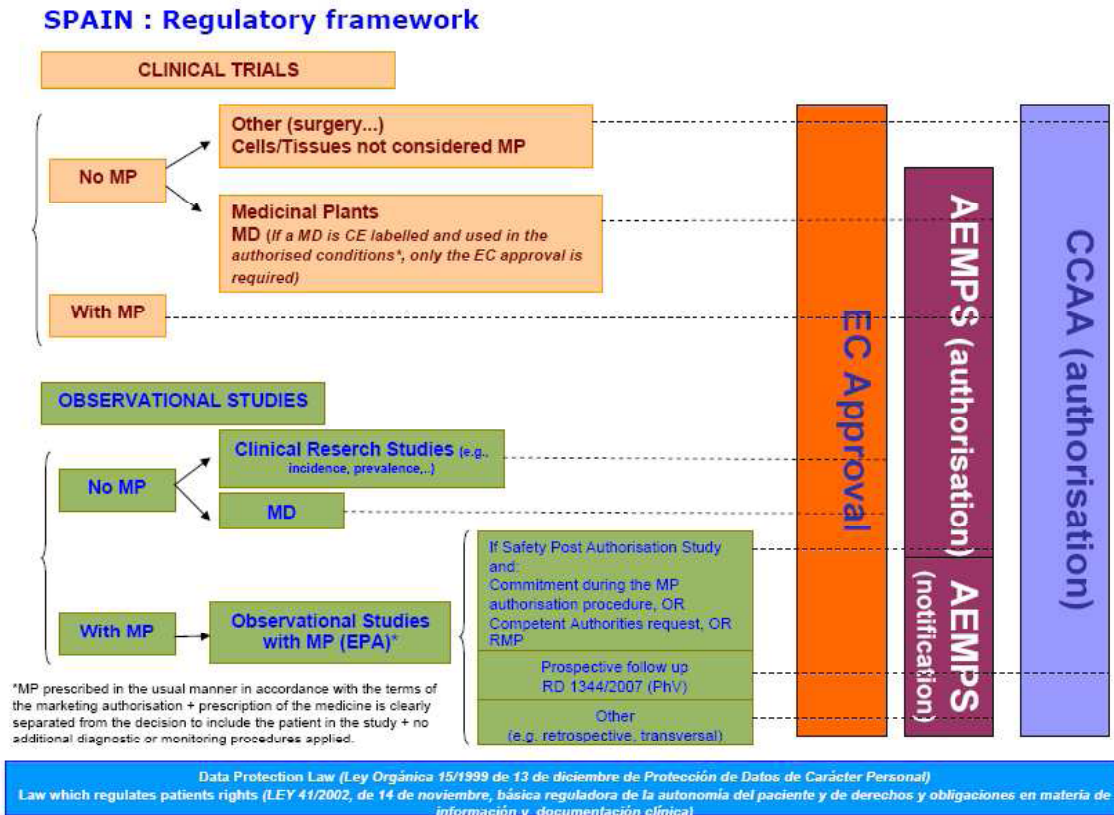 SPAIN : Regulatory framework
CLINICAL TRIALS
Other (surgery...)
Cells/Tissues not considered MP
No MP
Medicinal Plants
MD (If a MD is CE labelled and used in the
authorised conditions*, only the EC approval is
required)
With MP
OBSERVATIONAL STUDIES
Clinical Reserch Studies (e.g.,
incidence, prevalence,..)
No MP
MD
If Safety Post Authorisation Study
and:
Commitment during the MP
authorisation procedure, OR
Competent Authorities request, OR
RMP
With MP
Observational Studies
with MP (EPA)*
Prospective follow up
RD 1344/2007 (PhV)
Other
(e.g. retrospective, transversal)
*MP prescribed in the usual manner in accordance with the terms of
the marketing authorisation + prescription of the medicine is clearly
separated from the decision to include the patient in the study + no
additional diagnostic or monitoring procedures applied.
EC Approval
AEMPS (authorisation)
AEMPS
(notification)
CCAA (authorisation)
Data Protection Law (Ley Orgánica 15/1999 de 13 de diciembre de Protección de Datos de Carácter Personal)
Law which regulates patients rights (LEY 41/2002, de 14 de noviembre, básica reguladora de la autonomía del paciente y de derechos y obligaciones en materia de
información y documentación clínica)